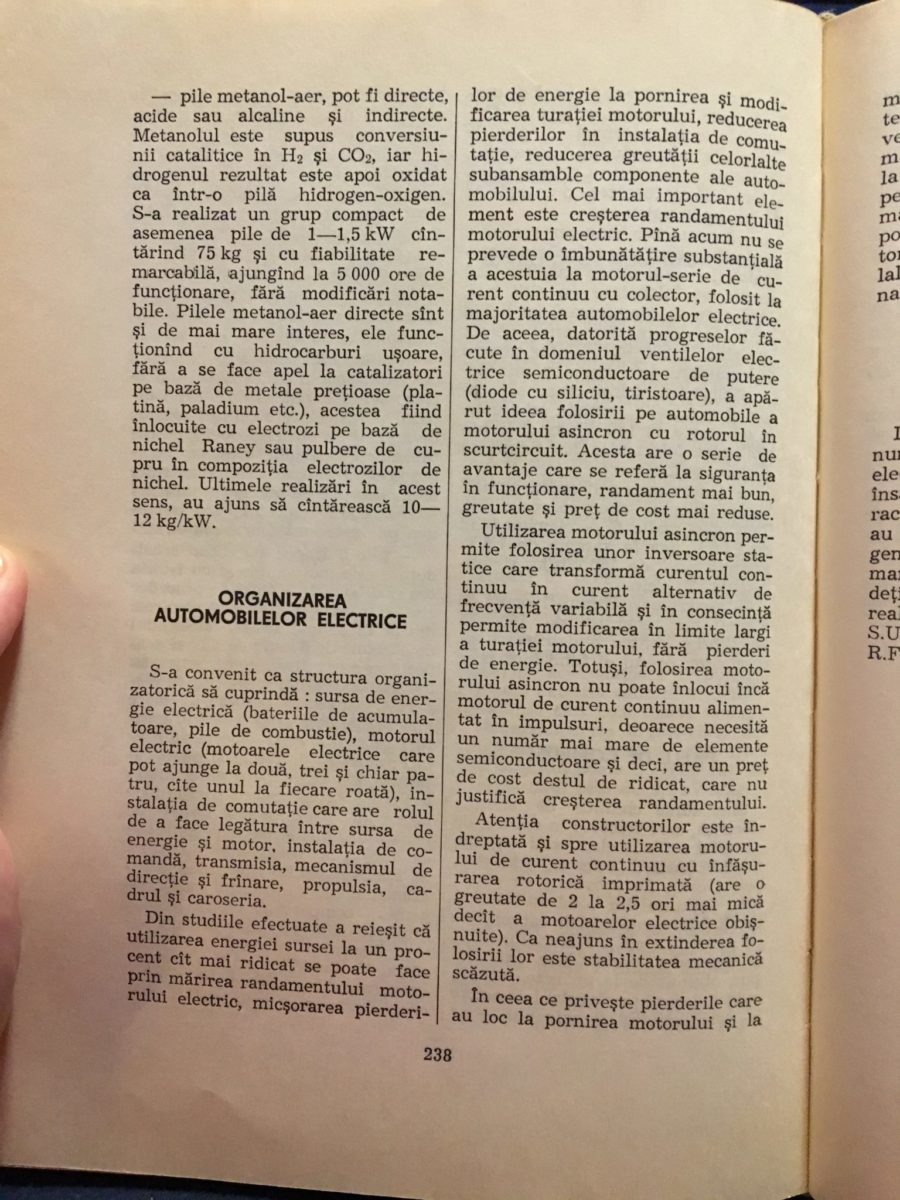 — pile metanol-aer, pot fi directe,
acide sau alcaline și indirecte.
Metanolul este supus conversiu-
nii catalitice în H₂ și CO₂, iar hi-
drogenul rezultat este apoi oxidat
ca într-o pilă hidrogen-oxigen.
S-a realizat un grup compact de
asemenea pile de 1—1,5 kW cîn-
tărind 75 kg și cu fiabilitate re-
marcabilă, ajungînd la 5 000 ore de
funcționare, fără modificări nota-
bile. Pilele metanol-aer directe sînt
și de mai mare interes, ele func-
ționînd cu hidrocarburi ușoare,
fără a se face apel la catalizatori
pe bază de metale prețioase (pla-
tină, paladium etc.), acestea fiind
înlocuite cu electrozi pe bază de
nichel Raney sau pulbere de cu-
pru în compoziția electrozilor de
nichel. Ultimele realizări în acest
sens, au ajuns să cîntărească 10—
12 kg/kW.
ORGANIZAREA
AUTOMOBILELOR ELECTRICE
S-a convenit ca structura organi-
zatorică să cuprindă : sursa de ener-
gie electrică (bateriile de acumula-
toare, pile de combustie), motorul
electric (motoarele electrice care
pot ajunge la două, trei și chiar pa-
tru, cîte unul la fiecare roată), in-
stalația de comutație care are rolul
de a face legătura între sursa de
energie și motor, instalația de co-
mandă, transmisia, mecanismul de
direcție și frînare, propulsia, ca-
drul și caroseria.
Din studiile efectuate a reieșit că
utilizarea energiei sursei la un pro-
cent cît mai ridicat se poate face
prin mărirea randamentului moto-
rului electric, micșorarea pierderi-
lor de energie la pornirea și modi-
ficarea turației motorului, reducerea
pierderilor în instalația de comu-
tație, reducerea greutății celorlalte
subansamble componente ale auto-
mobilului. Cel mai important ele-
ment este creșterea randamentului
motorului electric. Pînă acum nu se
prevede o îmbunătățire substanțială
a acestuia la motorul-serie de cu-
rent continuu cu colector, folosit la
majoritatea automobilelor electrice.
De aceea, datorită progreselor fă-
cute în domeniul ventilelor elec-
trice semiconductoare de putere
(diode cu siliciu, tiristoare), a apă-
rut ideea folosirii pe automobile a
motorului asincron cu rotorul în
scurtcircuit. Acesta are o serie de
avantaje care se referă la siguranța
în funcționare, randament mai bun,
greutate și preț de cost mai reduse.
Utilizarea motorului asincron per-
mite folosirea unor inversoare sta-
tice care transformă curentul con-
tinuu în curent alternativ de
frecvență variabilă și în consecință
permite modificarea în limite largi
a turației motorului, fără pierderi
de energie. Totuși, folosirea moto-
rului asincron nu poate înlocui încă
motorul de curent continuu alimen-
tat în impulsuri, deoarece necesită
un număr mai mare de elemente
semiconductoare și deci, are un preț
de cost destul de ridicat, care nu
justifică creșterea randamentului.
Atenția constructorilor este în-
dreptată și spre utilizarea motoru-
lui de curent continuu cu înfășu-
rarea rotorică imprimată (are o
greutate de 2 la 2,5 ori mai mică
decît a motoarelor electrice obiș-
nuite). Ca neajuns în extinderea fo-
losirii lor este stabilitatea mecanică
scăzută.
În ceea ce privește pierderile care
au loc la pornirea motorului și la
238